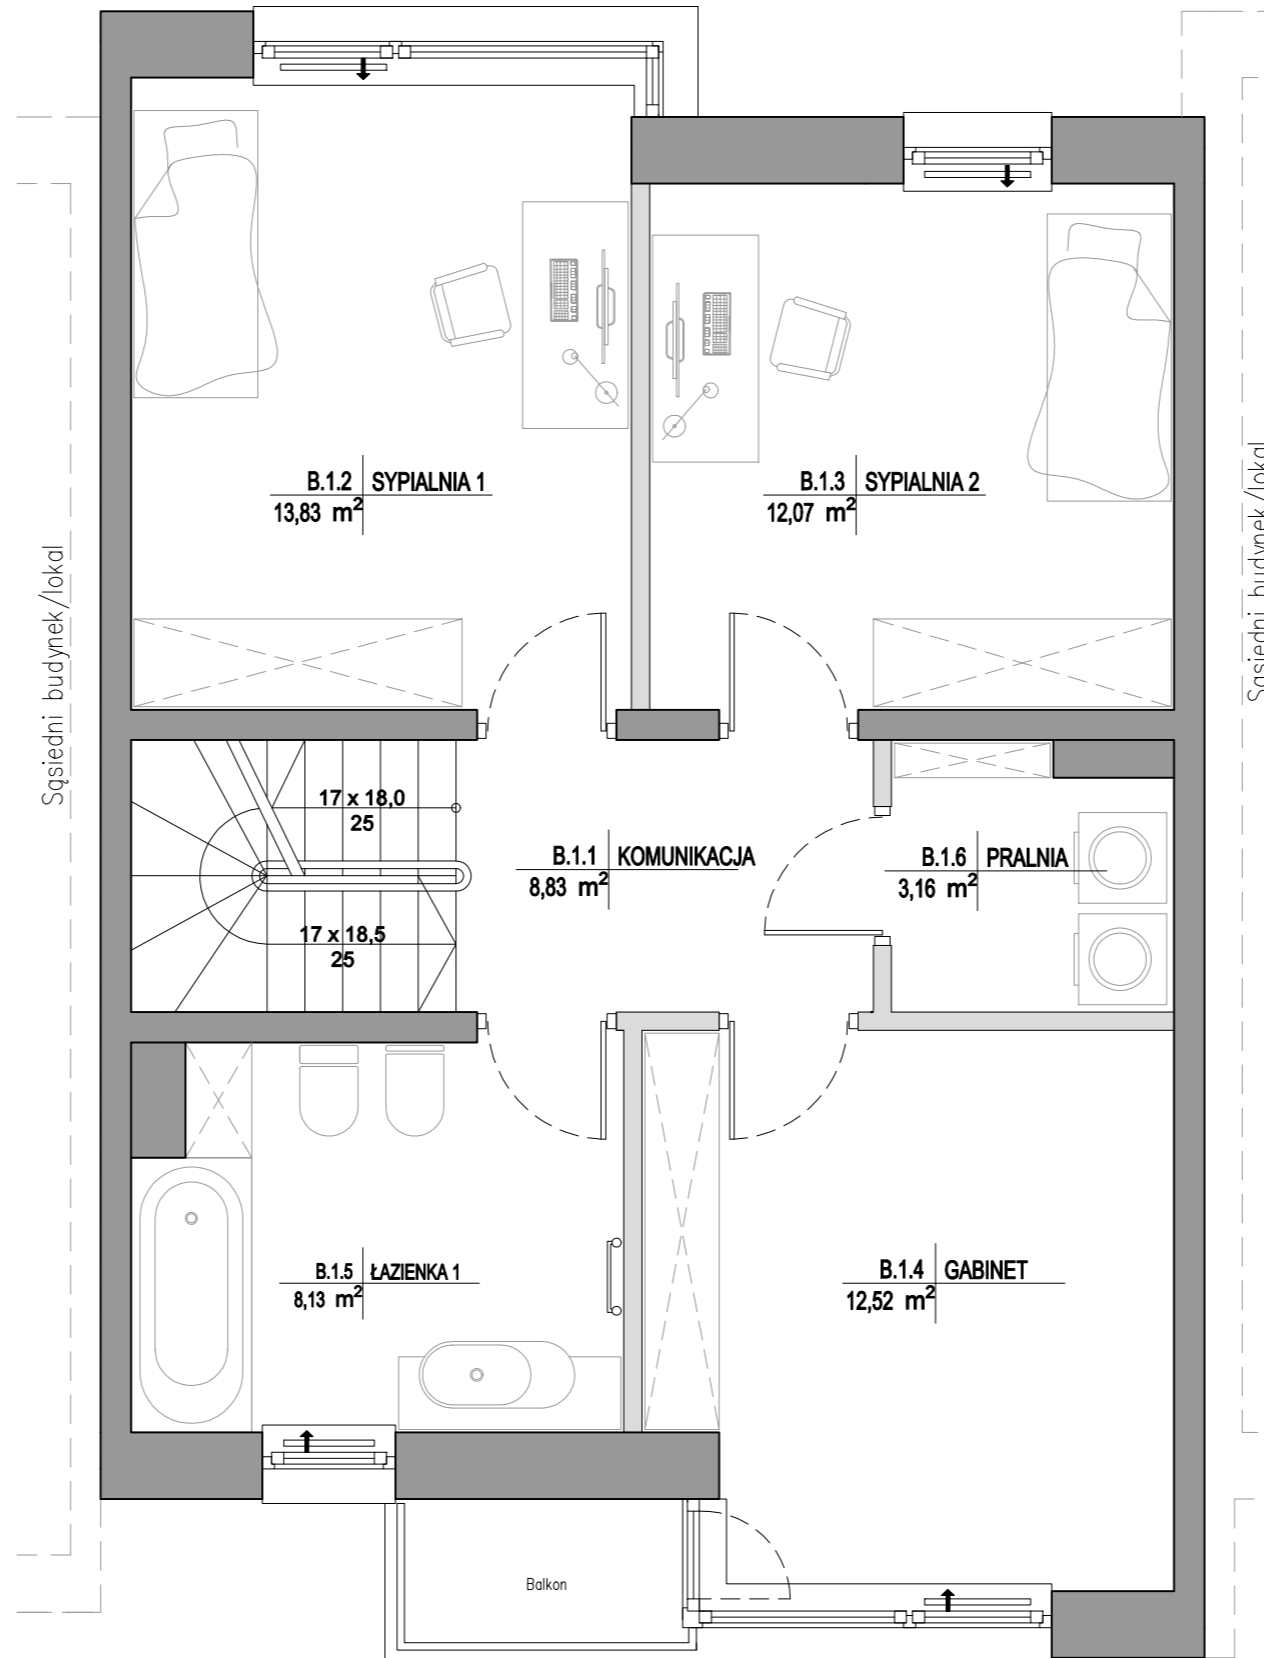 B.1.2 SYPIALNIA 1
13,83 m²
B.1.3 SYPIALNIA 2
12,07 m²
Sąsiedni budynek/lokal
Sąsiedni budynek/lokal
17 x 18,0
25
17 x 18,5
25
B.1.1 KOMUNIKACJA
8,83 m²
B.1.6 PRALNIA
3,16 m²
B.1.5 ŁAZIENKA 1
8,13 m²
B.1.4 GABINET
12,52 m²
Balkon